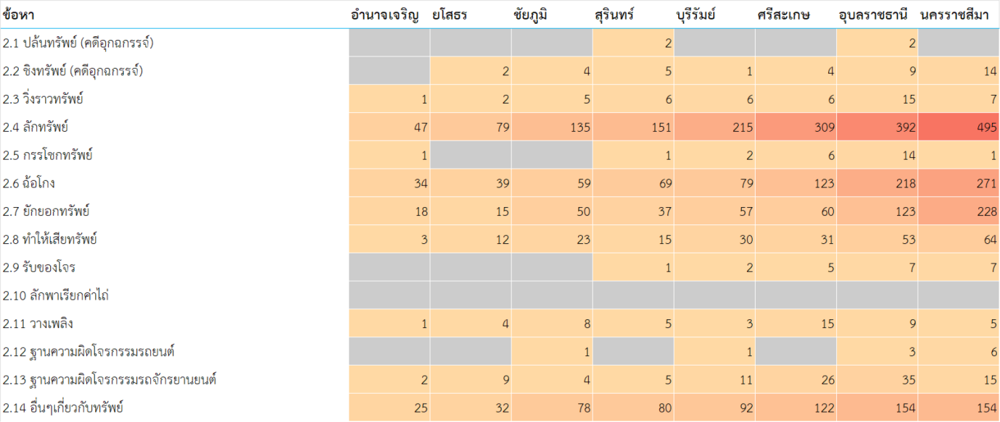 ข้อหา อำนาจเจริญ ยโสธร ชัยภูมิ สุรินทร์ บุรีรัมย์ ศรีสะเกษ อุบลราชธานี นครราชสีมา
2.1 ปล้นทรัพย์ (คดีอุกฉกรรจ์) 2 2
2.2 ชิงทรัพย์ (คดีอุกฉกรรจ์) 2 4 5 1 4 9 14
2.3 วิ่งราวทรัพย์ 1 2 5 6 6 6 15 7
2.4 ลักทรัพย์ 47 79 135 151 215 309 392 495
2.5 กรรโชกทรัพย์ 1 1 2 6 14 1
2.6 ฉ้อโกง 34 39 59 69 79 123 218 271
2.7 ยักยอกทรัพย์ 18 15 50 37 57 60 123 228
2.8 ทำให้เสียทรัพย์ 3 12 23 15 30 31 53 64
2.9 รับของโจร 1 2 5 7 7
2.10 ลักพาเรียกค่าไถ่
2.11 วางเพลิง 1 4 8 5 3 15 9 5
2.12 ฐานความผิดโจรกรรมรถยนต์ 1 1 3 6
2.13 ฐานความผิดโจรกรรมรถจักรยานยนต์ 2 9 4 5 11 26 35 15
2.14 อื่นๆเกี่ยวกับทรัพย์ 25 32 78 80 92 122 154 154